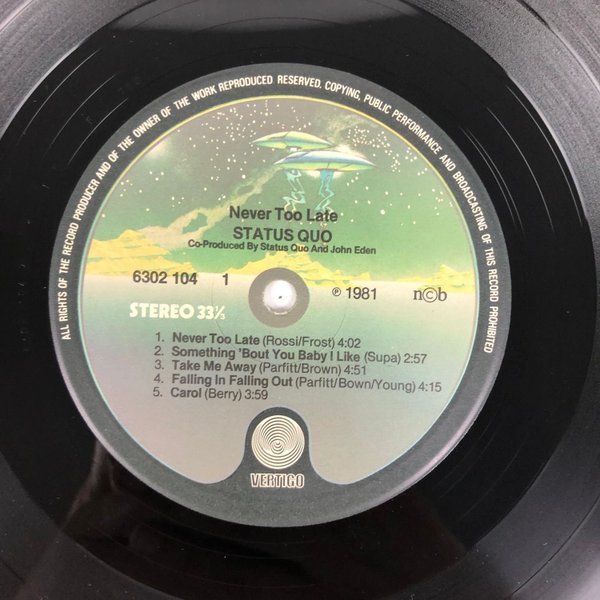 ALL RIGHTS OF THE RECORD PRODUCER AND OF THE OWNER OF THE WORK REPRODUCED RESERVED. COPYING, PUBLIC PERFORMANCE AND BROADCASTING OF THIS RECORD PROHIBITED
Never Too Late
STATUS QUO
Co-Produced By Status Quo And John Eden
6302 104 1 ℗ 1981 n©b
STEREO 33⅓
1. Never Too Late (Rossi/Frost) 4:02
2. Something 'Bout You Baby I Like (Supa) 2:57
3. Take Me Away (Parfitt/Brown) 4:51
4. Falling In Falling Out (Parfitt/Bown/Young) 4:15
5. Carol (Berry) 3:59
VERTIGO